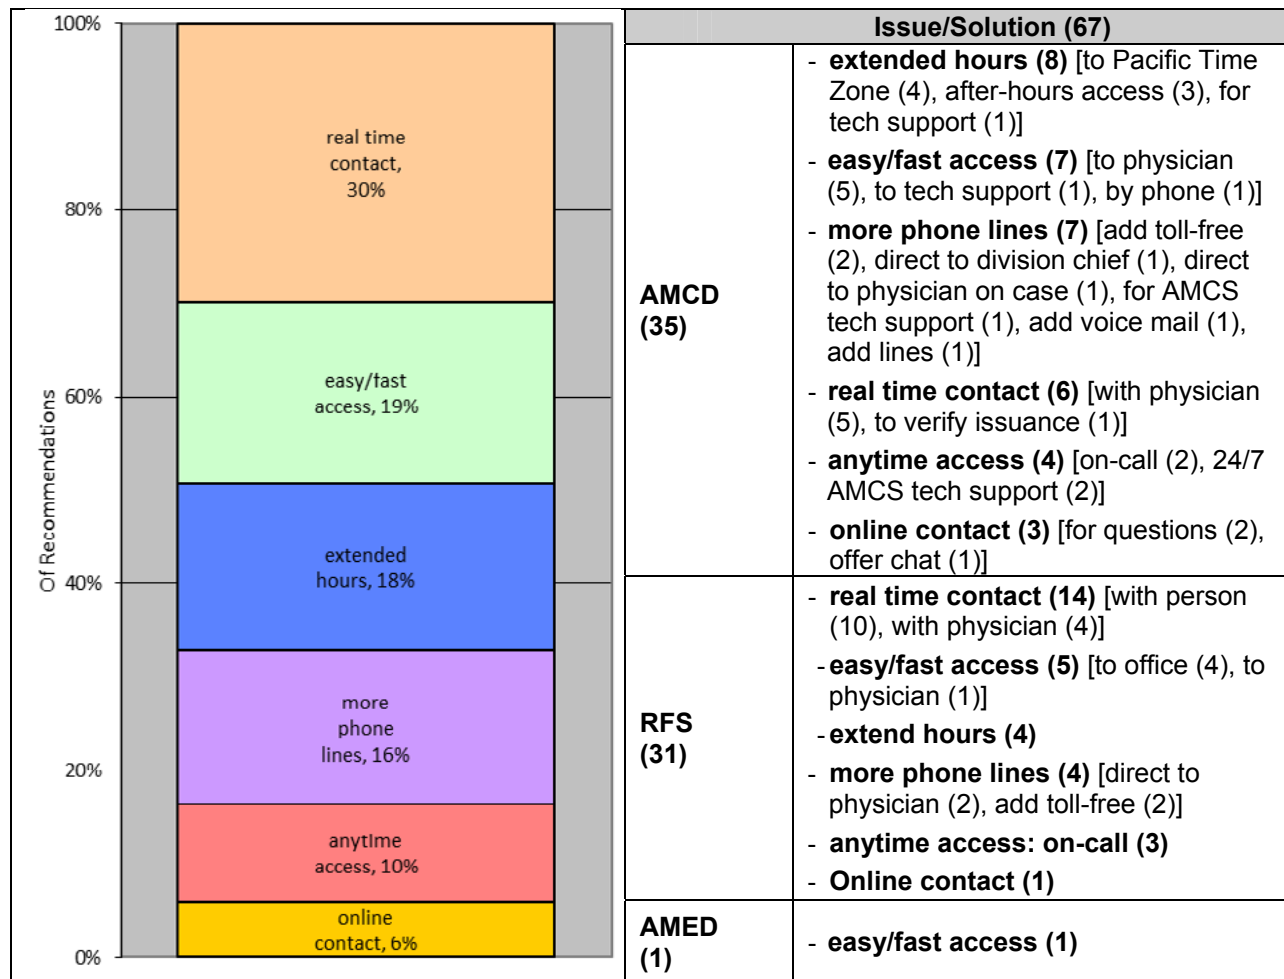 100%
80%
60%
40%
20%
0%
Of Recommendations
real time
contact,
30%
easy/fast
access, 19%
extended
hours, 18%
more
phone
lines, 16%
anytime
access, 10%
online
contact, 6%
Issue/Solution (67)
AMCD
(35)
- extended hours (8) [to Pacific Time
Zone (4), after-hours access (3), for
tech support (1)]
- easy/fast access (7) [to physician
(5), to tech support (1), by phone (1)]
- more phone lines (7) [add toll-free
(2), direct to division chief (1), direct
to physician on case (1), for AMCS
tech support (1), add voice mail (1),
add lines (1)]
- real time contact (6) [with physician
(5), to verify issuance (1)]
- anytime access (4) [on-call (2), 24/7
AMCS tech support (2)]
- online contact (3) [for questions (2),
offer chat (1)]
RFS
(31)
- real time contact (14) [with person
(10), with physician (4)]
- easy/fast access (5) [to office (4), to
physician (1)]
- extend hours (4)
- more phone lines (4) [direct to
physician (2), add toll-free (2)]
- anytime access: on-call (3)
- Online contact (1)
AMED
(1)
- easy/fast access (1)